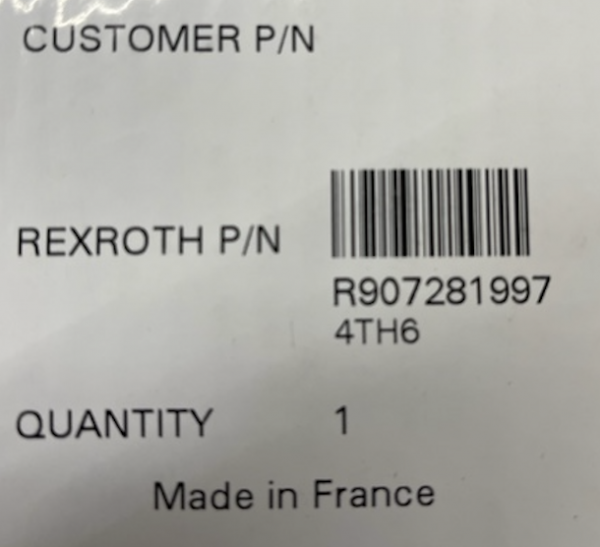 CUSTOMER P/N
REXROTH P/N
R907281997
4TH6
QUANTITY 1
Made in France